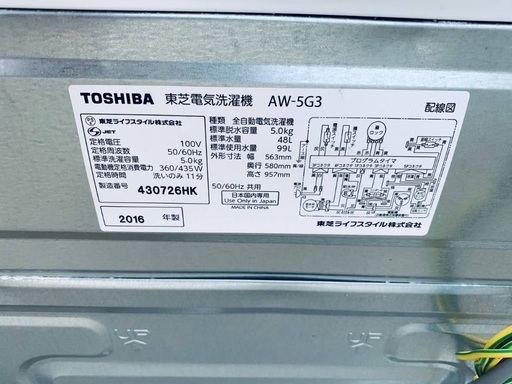 TOSHIBA 東芝電気洗濯機 AW-5G3 配線図
東芝ライフスタイル株式会社
JET
定格電圧 100V
定格周波数 50/60Hz
標準洗濯容量 5.0kg
電動機定格消費電力 360/435W
定格時間 洗いのみ 11分
製造番号 430726HK
2016 年製
種類 全自動電気洗濯機
標準脱水容量 5.0kg
標準水量 48L
標準使用水量 99L
外形寸法 幅 563mm
奥行 580mm
高さ 957mm
50/60Hz 共用
日本国内専用
Use Only in Japan
MADE IN CHINA
ロック
プログラムタイマ
東芝ライフスタイル株式会社
UP
UP